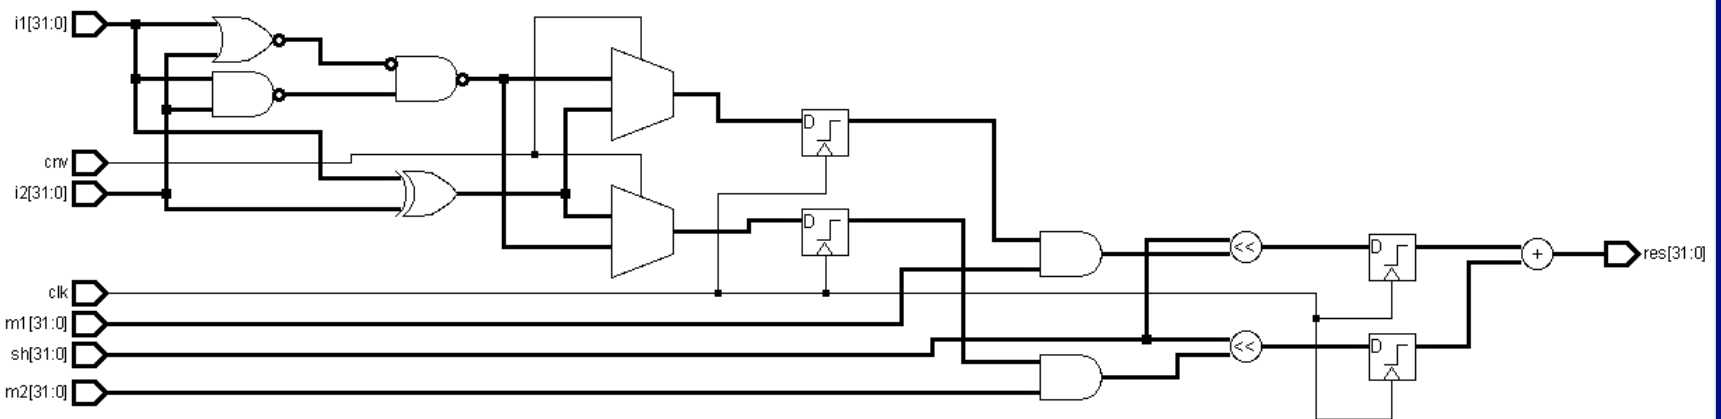 i1[31:0]
cnv
i2[31:0]
D
D
<<
D
+
res[31:0]
clk
m1[31:0]
sh[31:0]
<<
D
m2[31:0]